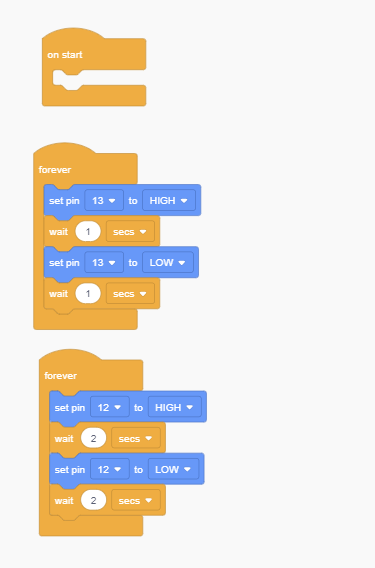 on start
forever
set pin 13 to HIGH
wait 1 secs
set pin 13 to LOW
wait 1 secs
forever
set pin 12 to HIGH
wait 2 secs
set pin 12 to LOW
wait 2 secs